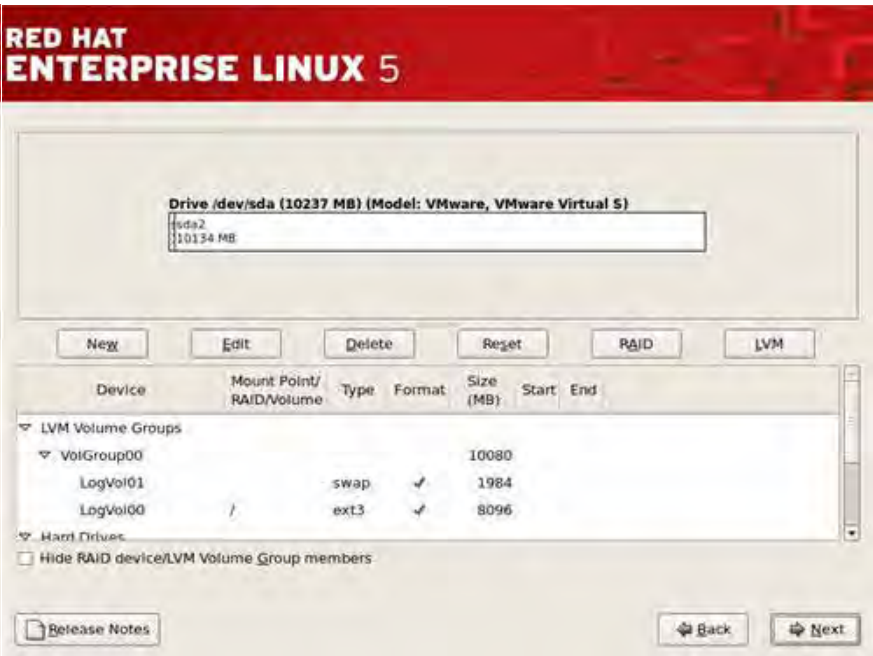 RED HAT
ENTERPRISE LINUX 5
Drive /dev/sda (10237 MB) (Model: VMware, VMware Virtual S)
sda2
10134 MB
New Edit Delete Reset RAID LVM
Device Mount Point/ RAID/Volume Type Format Size (MB) Start End
LVM Volume Groups
VolGroup00 10080
LogVol01 swap ✓ 1984
LogVol00 / ext3 ✓ 8096
Hard Drives
Hide RAID device/LVM Volume Group members
Release Notes Back Next